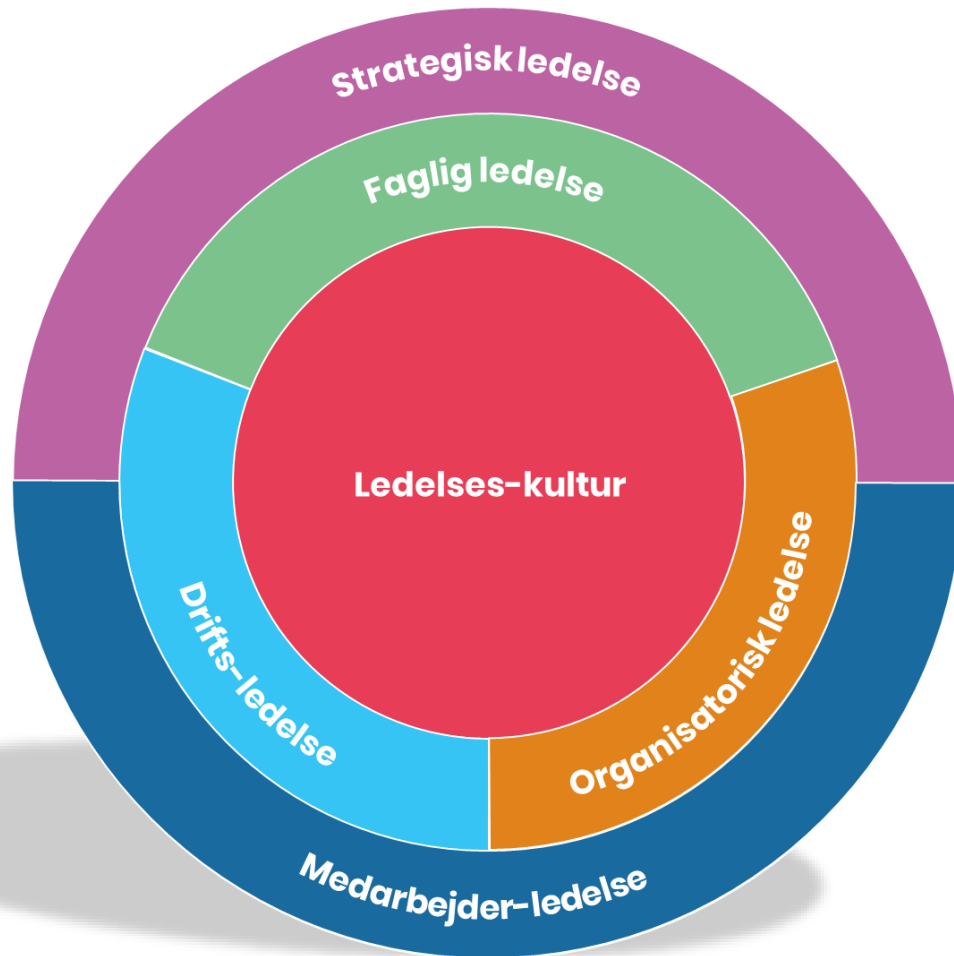 Strategisk ledelse
Faglig ledelse
Ledelses-kultur
Drifts-ledelse
Organisatorisk ledelse
Medarbejder-ledelse